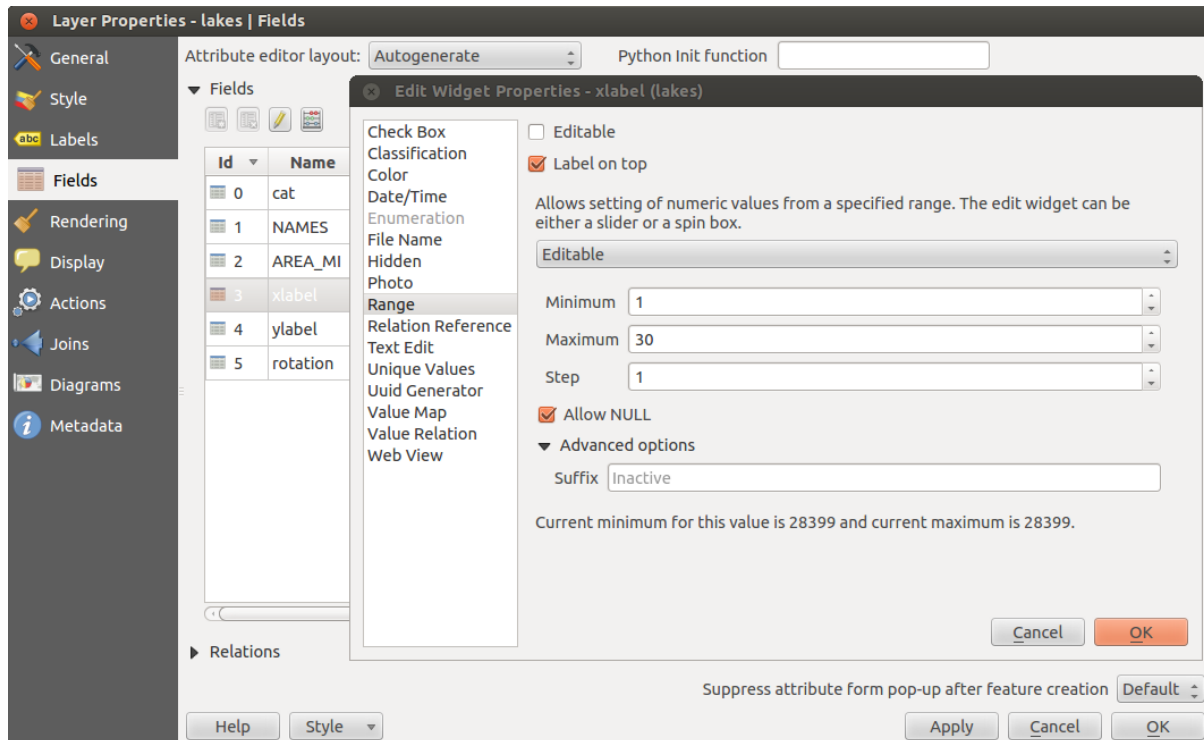 Layer Properties - lakes | Fields
General
Style
Labels
Fields
Rendering
Display
Actions
Joins
Diagrams
Metadata
Attribute editor layout: Autogenerate Python Init function
Fields
Id Name
0 cat
1 NAMES
2 AREA_MI
3 xlabel
4 ylabel
5 rotation
Relations
Edit Widget Properties - xlabel (lakes)
Check Box
Classification
Color
Date/Time
Enumeration
File Name
Hidden
Photo
Range
Relation Reference
Text Edit
Unique Values
Uuid Generator
Value Map
Value Relation
Web View
Editable
Label on top
Allows setting of numeric values from a specified range. The edit widget can be
either a slider or a spin box.
Editable
Minimum 1
Maximum 30
Step 1
Allow NULL
Advanced options
Suffix Inactive
Current minimum for this value is 28399 and current maximum is 28399.
Cancel OK
Suppress attribute form pop-up after feature creation Default
Help Style Apply Cancel OK
abc